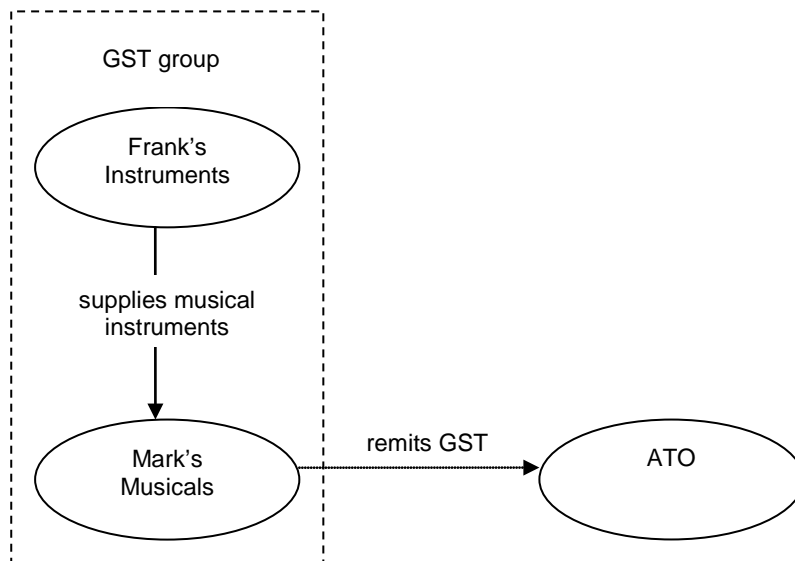 GST group
Frank’s
Instruments
supplies musical
instruments
Mark’s
Musicals
remits GST
ATO